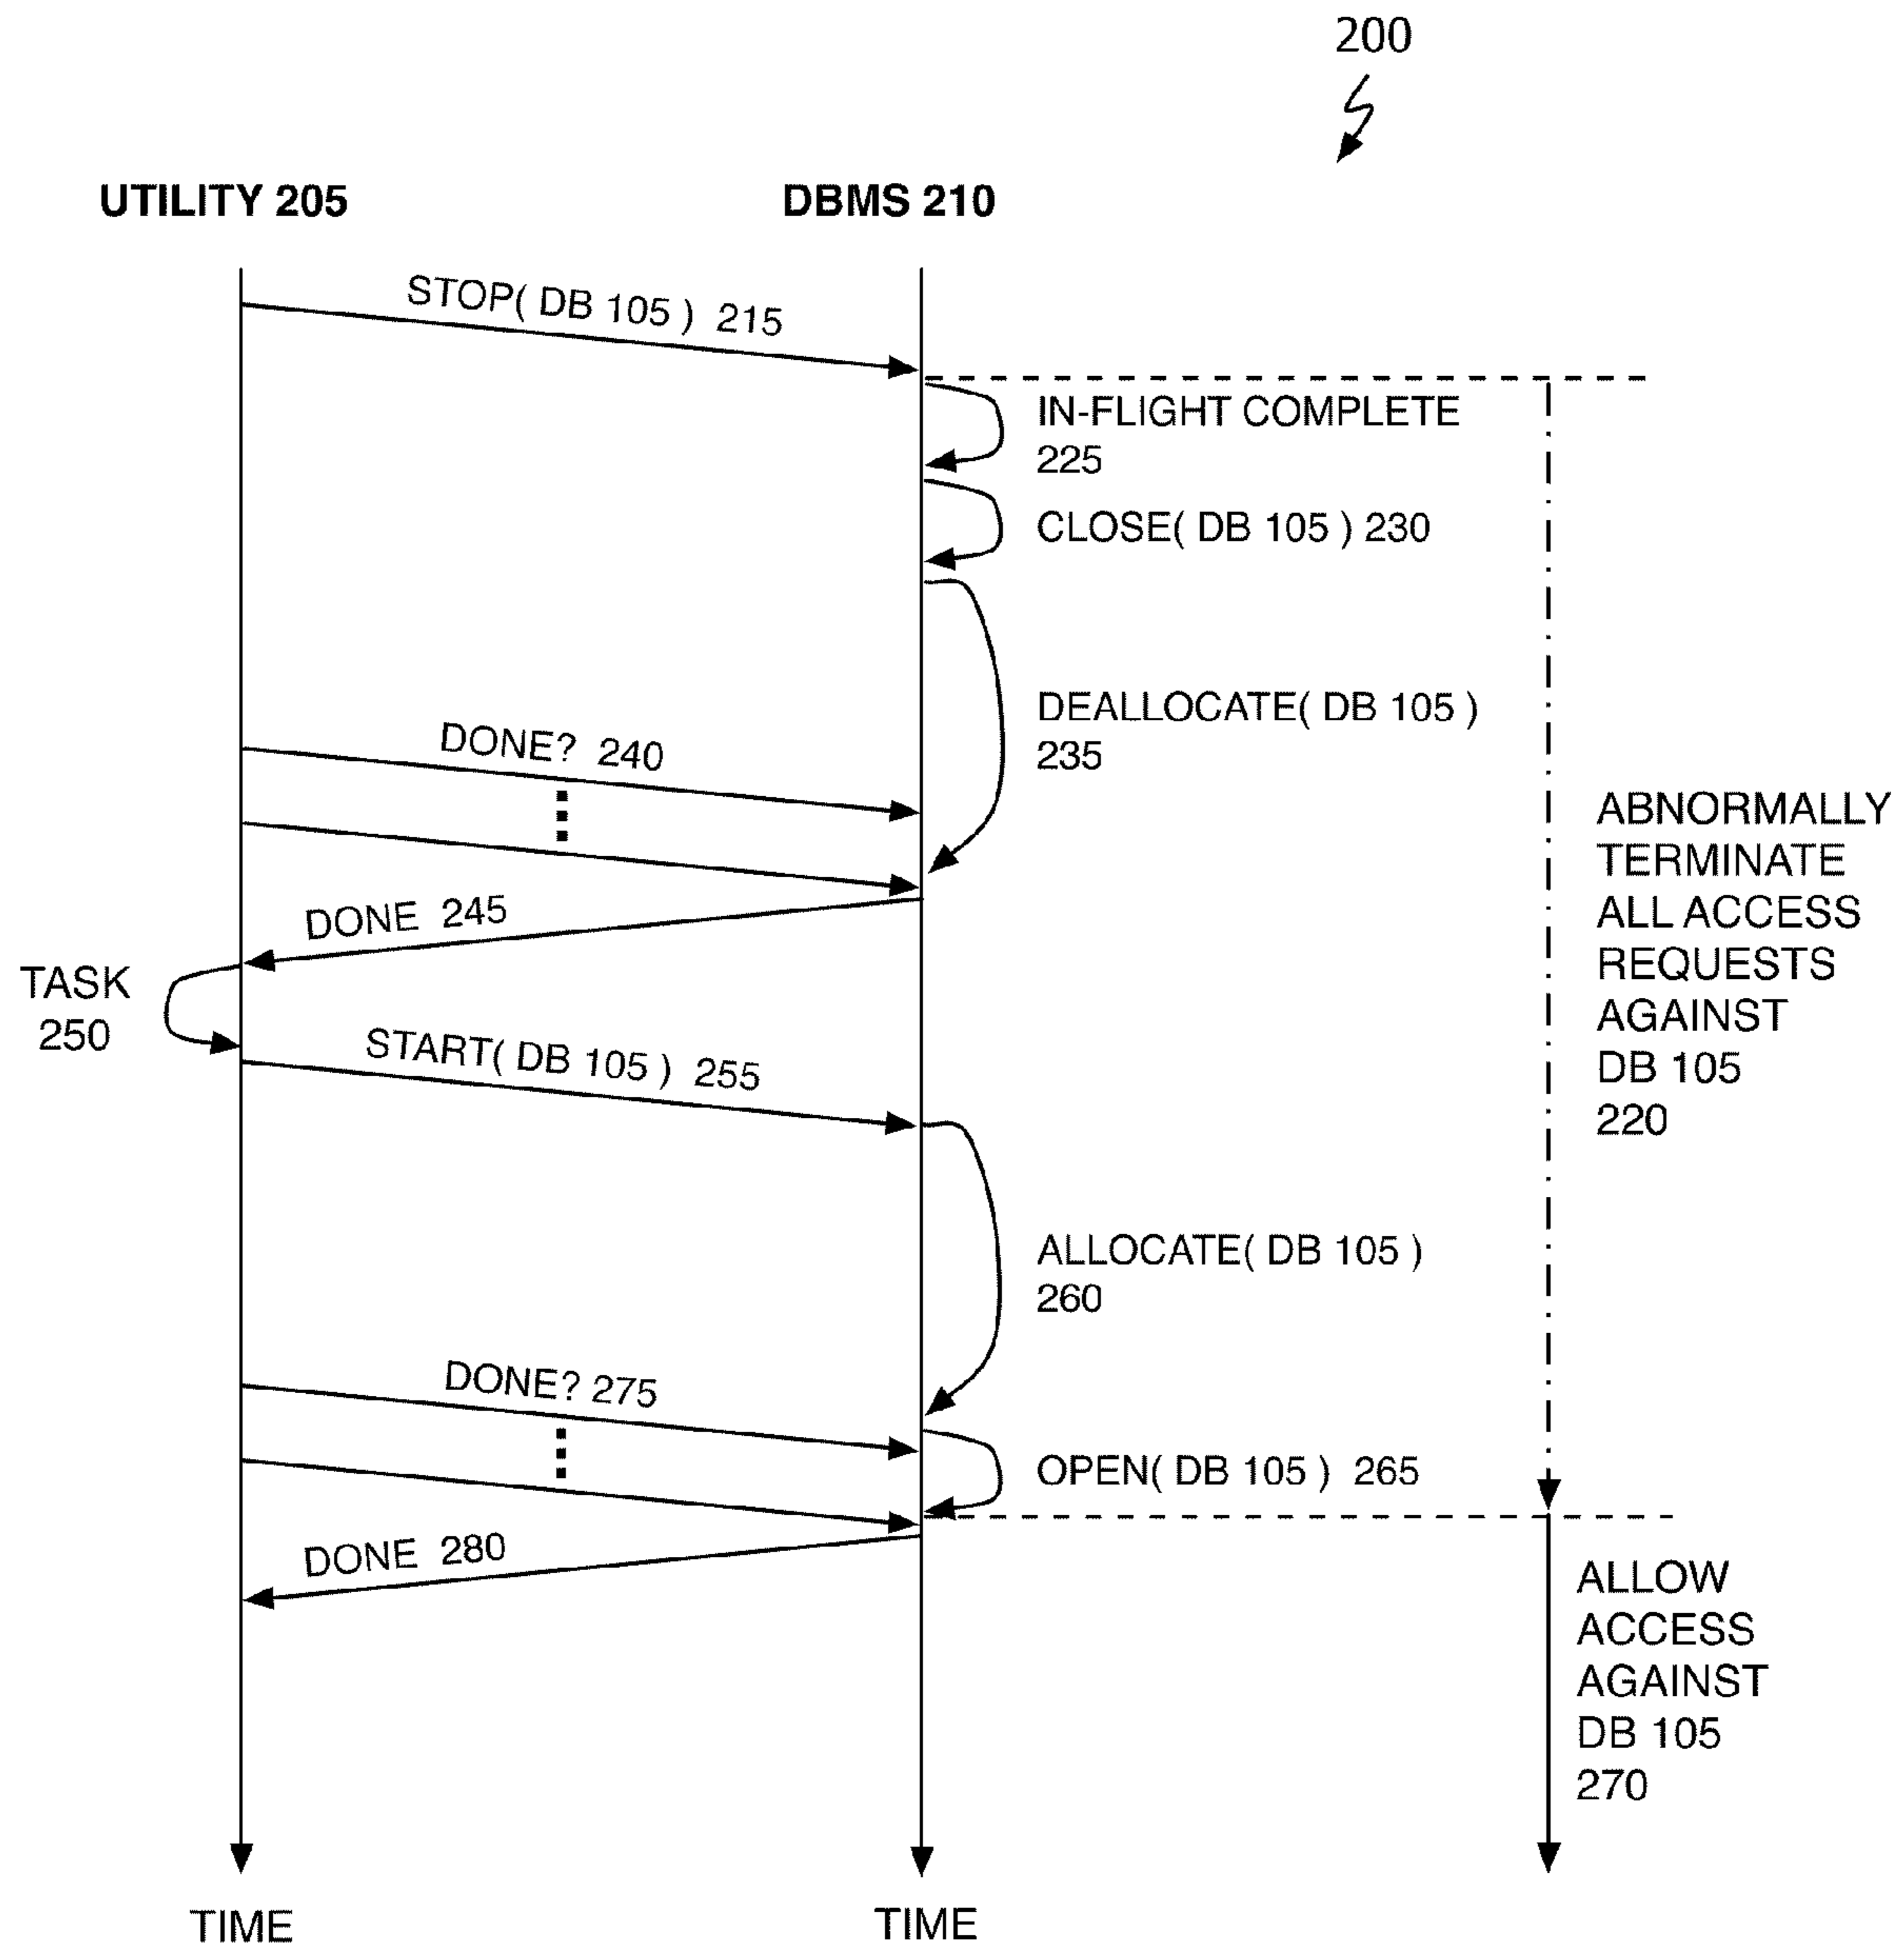 200
UTILITY 205
DBMS 210
STOP( DB 105 ) 215
IN-FLIGHT COMPLETE
225
CLOSE( DB 105 ) 230
DEALLOCATE( DB 105 )
235
DONE? 240
ABNORMALLY
TERMINATE
ALL ACCESS
REQUESTS
AGAINST
DB 105
220
DONE 245
TASK
250
START( DB 105 ) 255
ALLOCATE( DB 105 )
260
DONE? 275
OPEN( DB 105 ) 265
DONE 280
ALLOW
ACCESS
AGAINST
DB 105
270
TIME
TIME